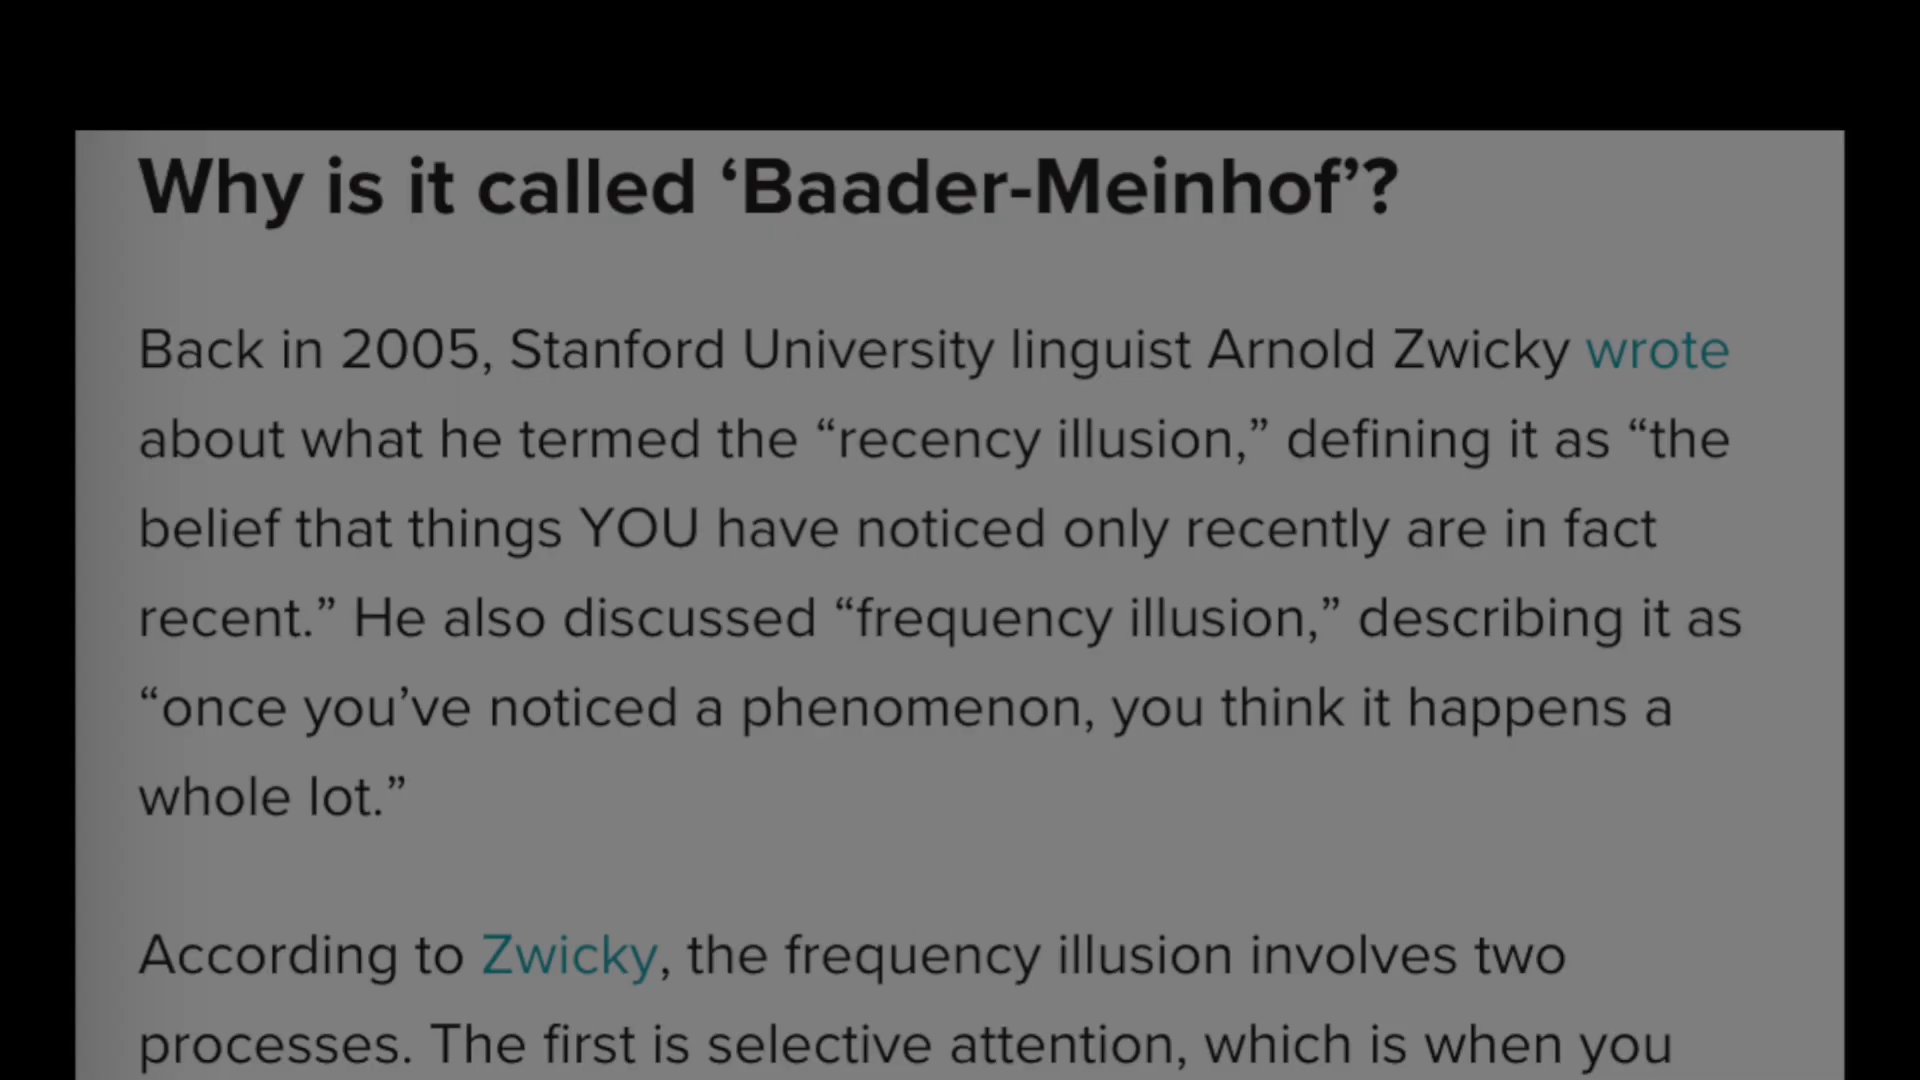 Why is it called ‘Baader-Meinhof’?
Back in 2005, Stanford University linguist Arnold Zwicky wrote
about what he termed the “recency illusion,” defining it as “the
belief that things YOU have noticed only recently are in fact
recent.” He also discussed “frequency illusion,” describing it as
“once you’ve noticed a phenomenon, you think it happens a
whole lot.”
According to Zwicky, the frequency illusion involves two
processes. The first is selective attention, which is when you